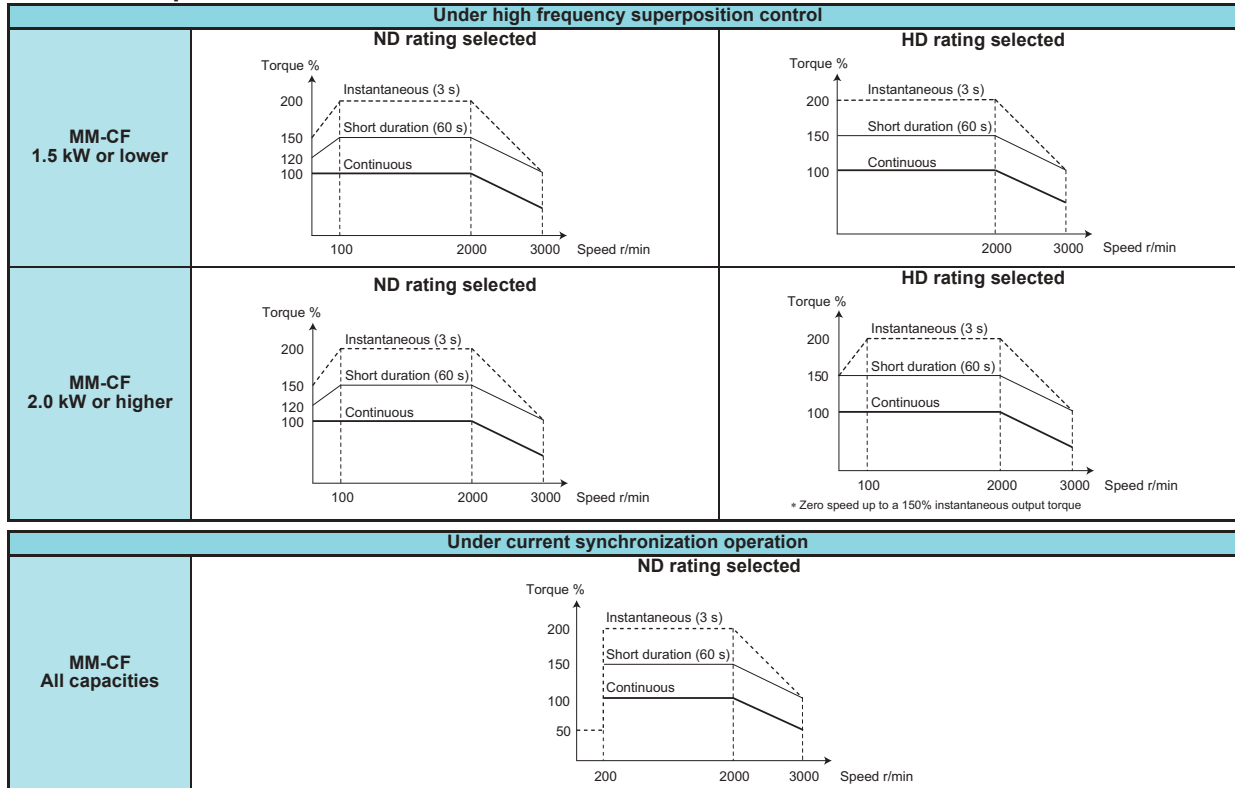 Under high frequency superposition control
MM-CF
1.5 kW or lower
ND rating selected
Torque %
200
150
120
100
Instantaneous (3 s)
Short duration (60 s)
Continuous
100
2000
3000
Speed r/min
HD rating selected
Torque %
200
150
100
Instantaneous (3 s)
Short duration (60 s)
Continuous
2000
3000
Speed r/min
MM-CF
2.0 kW or higher
ND rating selected
Torque %
200
150
120
100
Instantaneous (3 s)
Short duration (60 s)
Continuous
100
2000
3000
Speed r/min
HD rating selected
Torque %
200
150
100
Instantaneous (3 s)
Short duration (60 s)
Continuous
100
2000
3000
Speed r/min
* Zero speed up to a 150% instantaneous output torque
Under current synchronization operation
MM-CF
All capacities
ND rating selected
Torque %
200
150
100
50
Instantaneous (3 s)
Short duration (60 s)
Continuous
200
2000
3000
Speed r/min